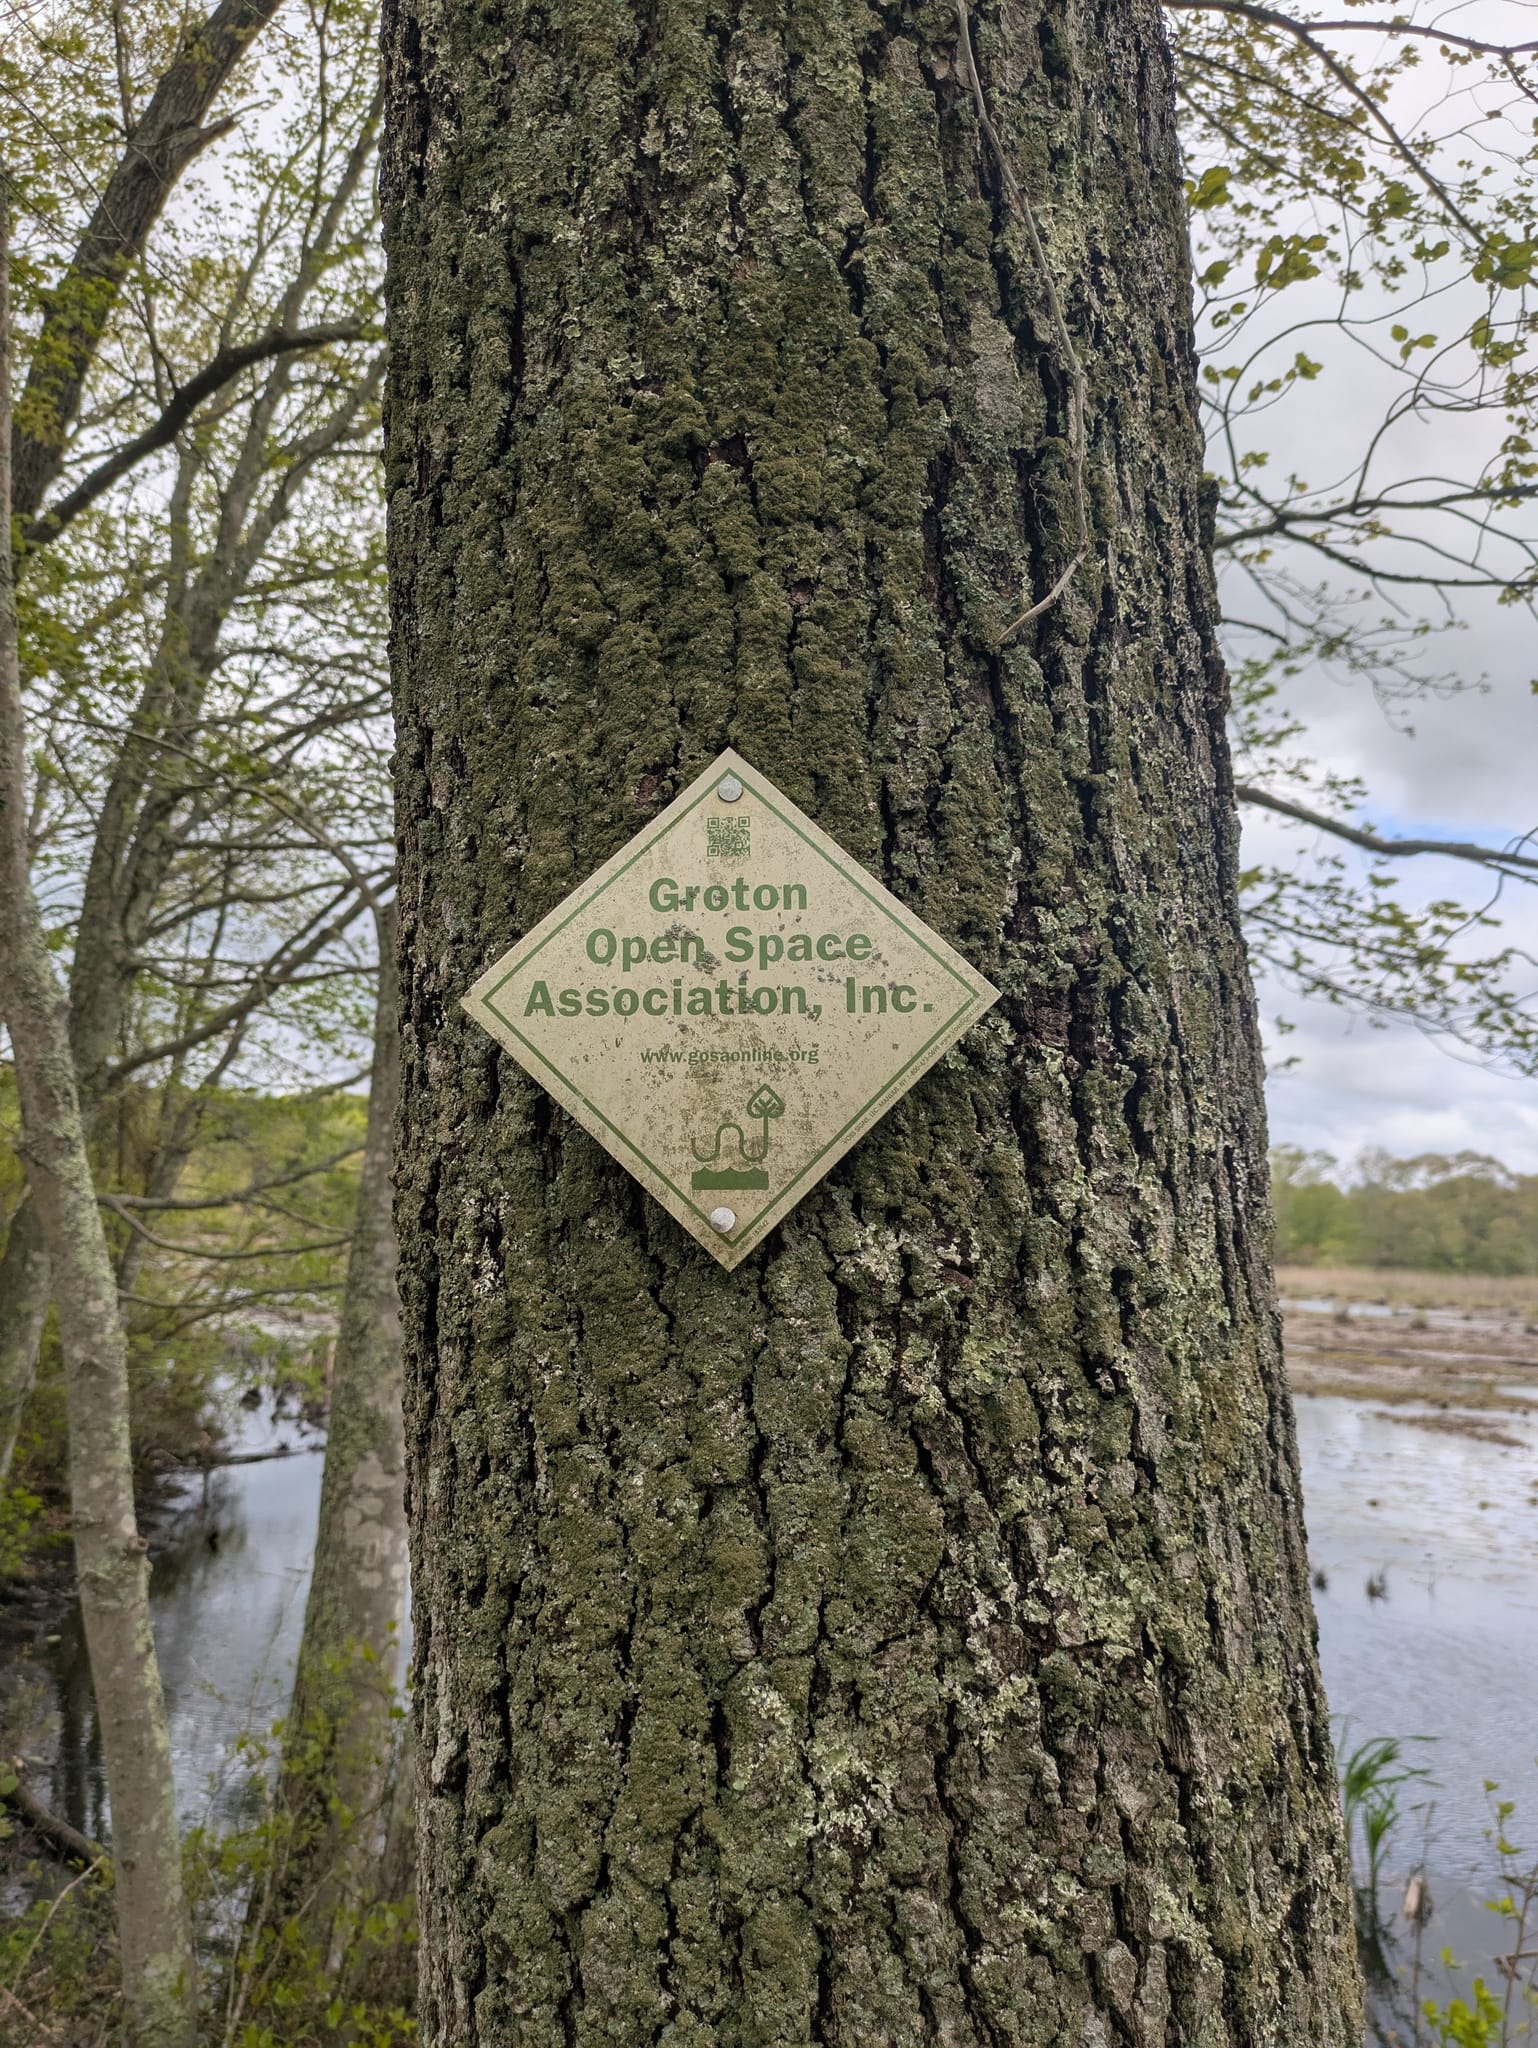 Groton
Open Space
Association, Inc.
www.gosaonline.org